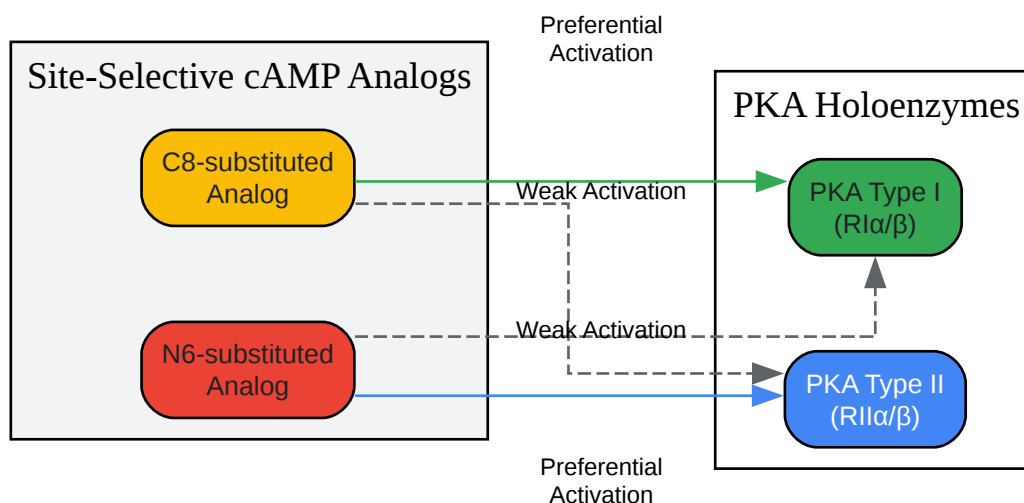 Preferential
Activation
Site-Selective cAMP Analogs
PKA Holoenzymes
C8-substituted
Analog
Weak Activation
PKA Type I
(RIα/β)
Weak Activation
N6-substituted
Analog
PKA Type II
(RIIα/β)
Preferential
Activation